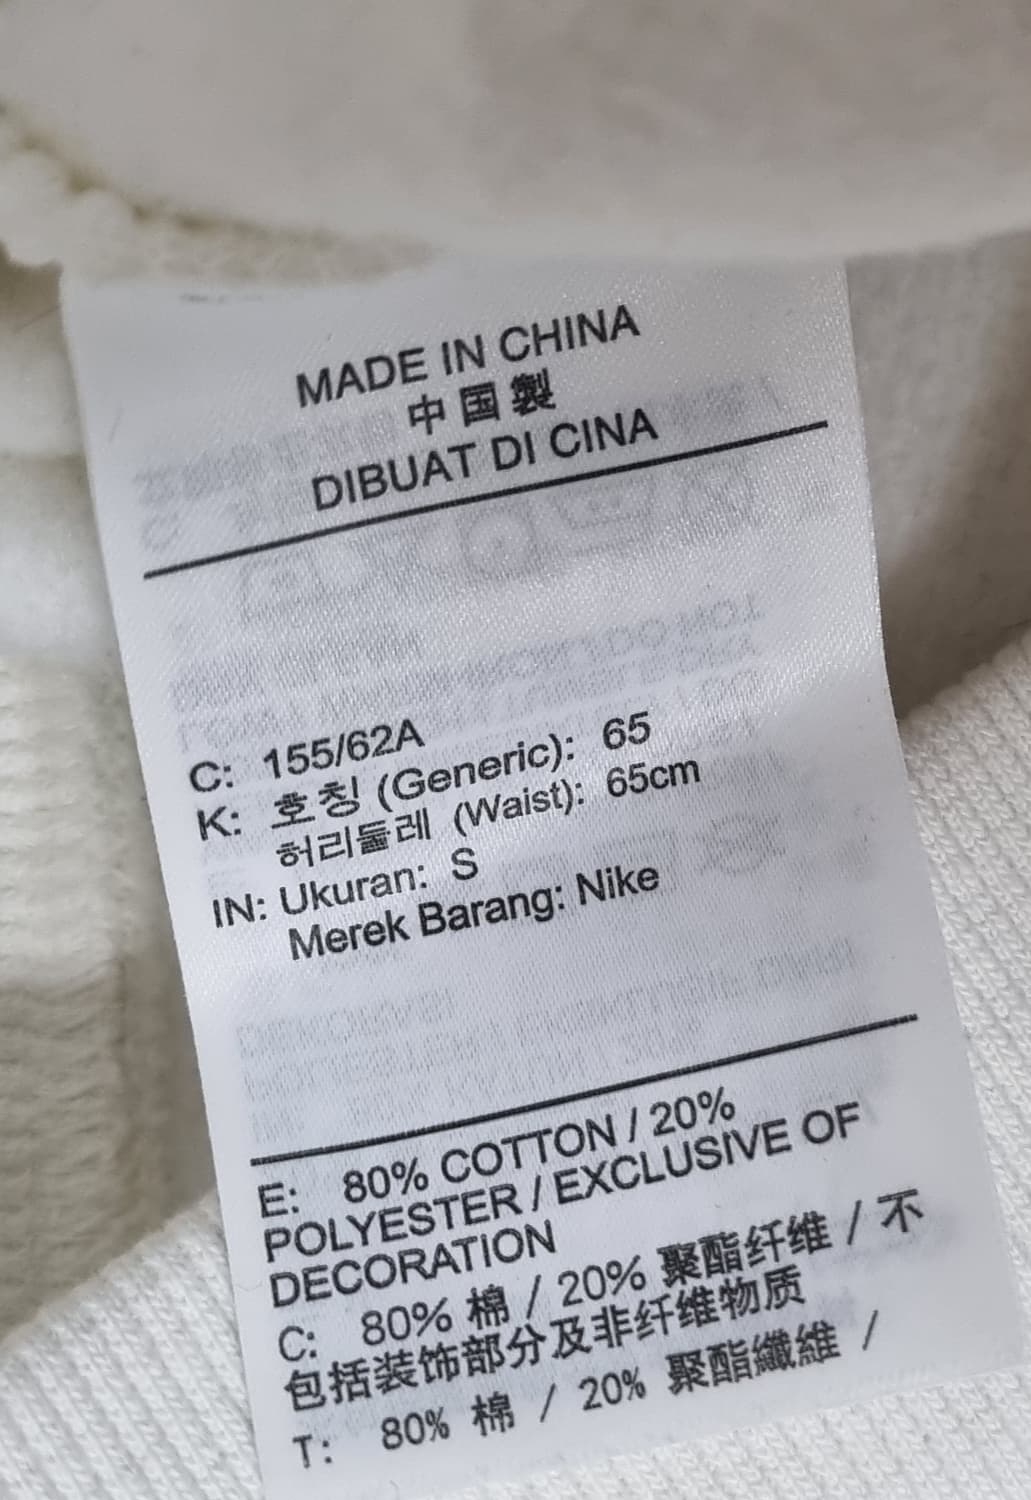 MADE IN CHINA
中国製
DIBUAT DI CINA
C: 155/62A
K: 호칭 (Generic): 65
허리둘레 (Waist): 65cm
IN: Ukuran: S
Merek Barang: Nike
E: 80% COTTON / 20%
POLYESTER / EXCLUSIVE OF
DECORATION
C: 80% 棉 / 20% 聚酯纤维 / 不
包括装饰部分及非纤维物质
T: 80% 棉 / 20% 聚酯纖維 /